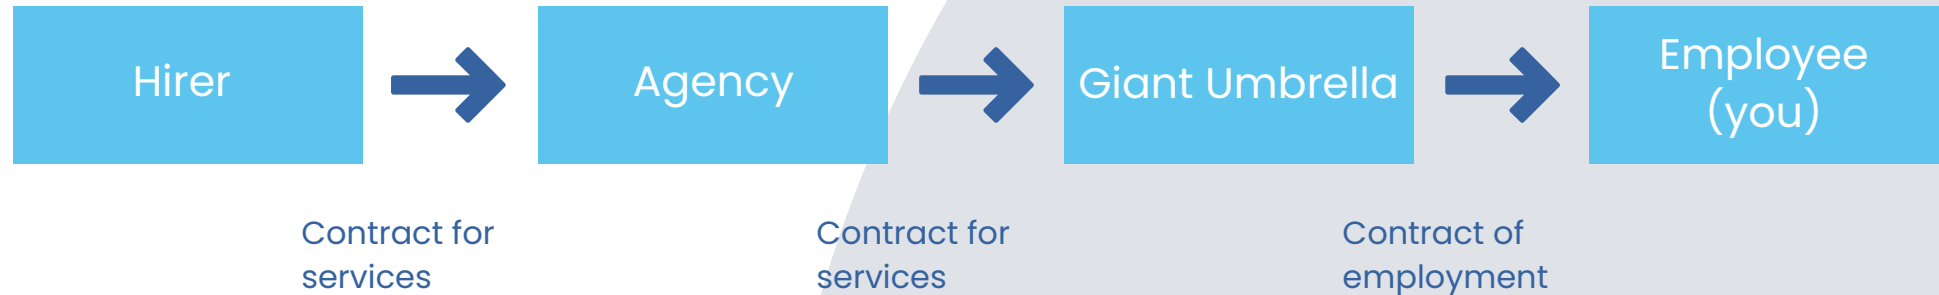 Hirer
Agency
Giant Umbrella
Employee
(you)
Contract for
services
Contract for
services
Contract of
employment